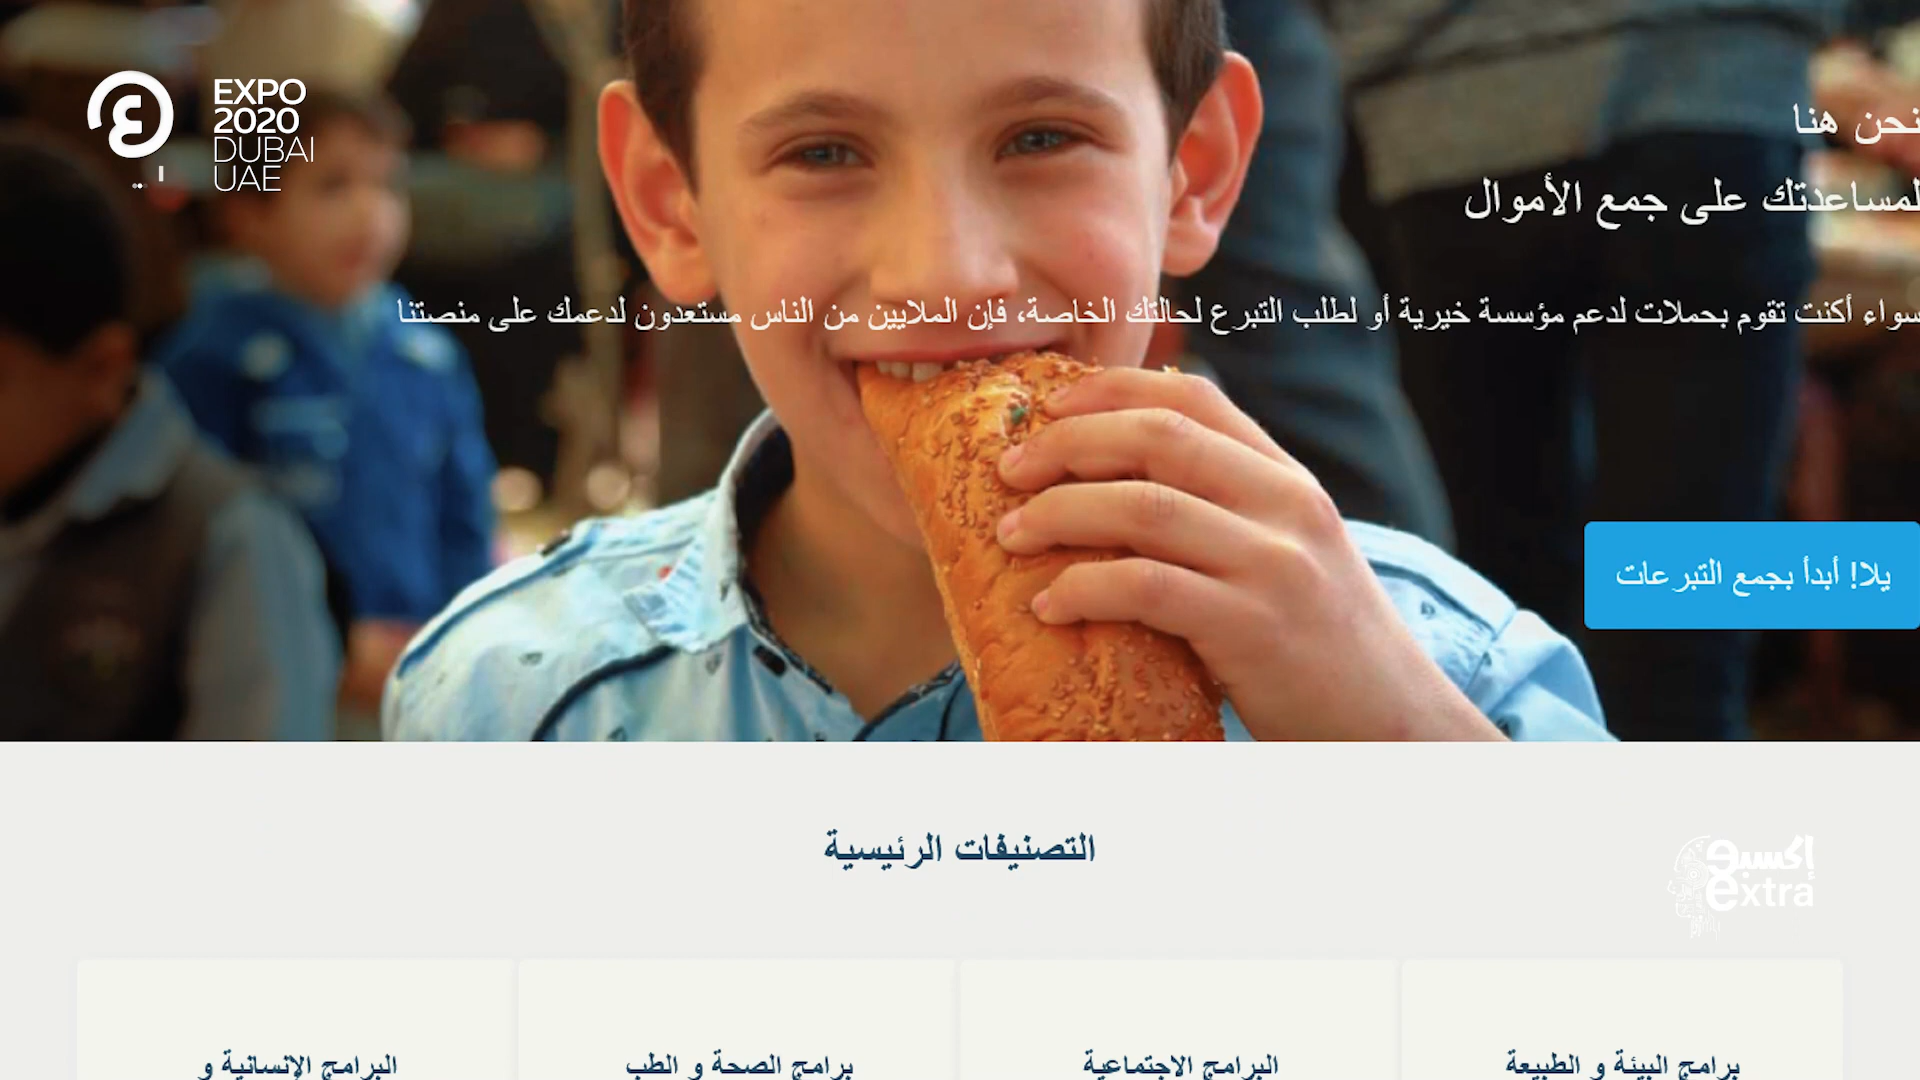 EXPO
2020
DUBAI
UAE
نحن هنا
لمساعدتك على جمع الأموال
سواء أكنت تقوم بحملات لدعم مؤسسة خيرية أو لطلب التبرع لحالتك الخاصة، فإن الملايين من الناس مستعدون لدعمك على منصتنا
يلا! أبدأ بجمع التبرعات
التصنيفات الرئيسية
إكسبو
extra
برامج البيئة و الطبيعة
البرامج الاجتماعية
برامج الصحة و الطب
البرامج الإنسانية و